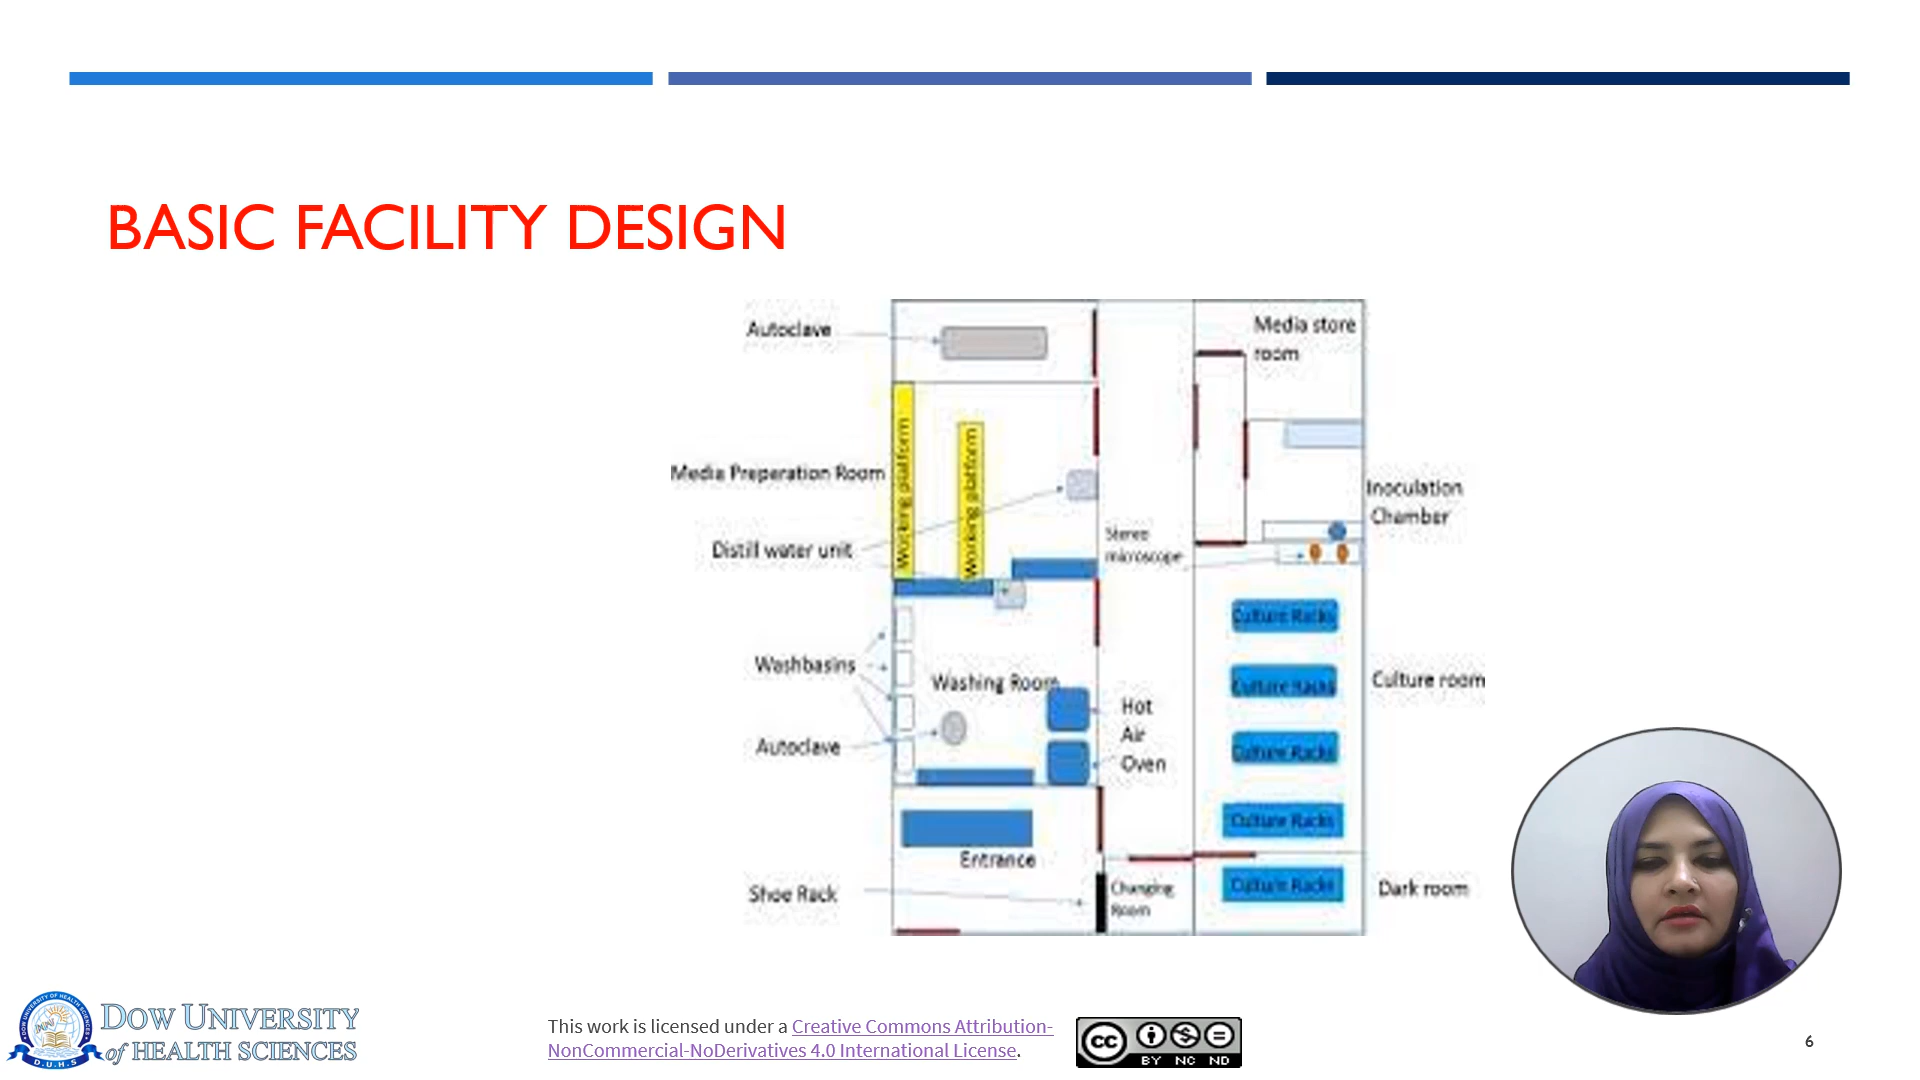 BASIC FACILITY DESIGN
Autoclave
Media store
room
Working platform
Working platform
Media Preparation Room
Inoculation
Chamber
Distill water unit
Stereo
microscope
Culture Racks
Washbasins
Washing Room
Culture Racks
Culture room
Hot
Air
Oven
Autoclave
Culture Racks
Culture Racks
Entrance
Shoe Rack
Changing
Room
Culture Racks
Dark room
DOW UNIVERSITY
of HEALTH SCIENCES
D.U.H.S
This work is licensed under a Creative Commons Attribution-
NonCommercial-NoDerivatives 4.0 International License.
CC
BY NC ND
6